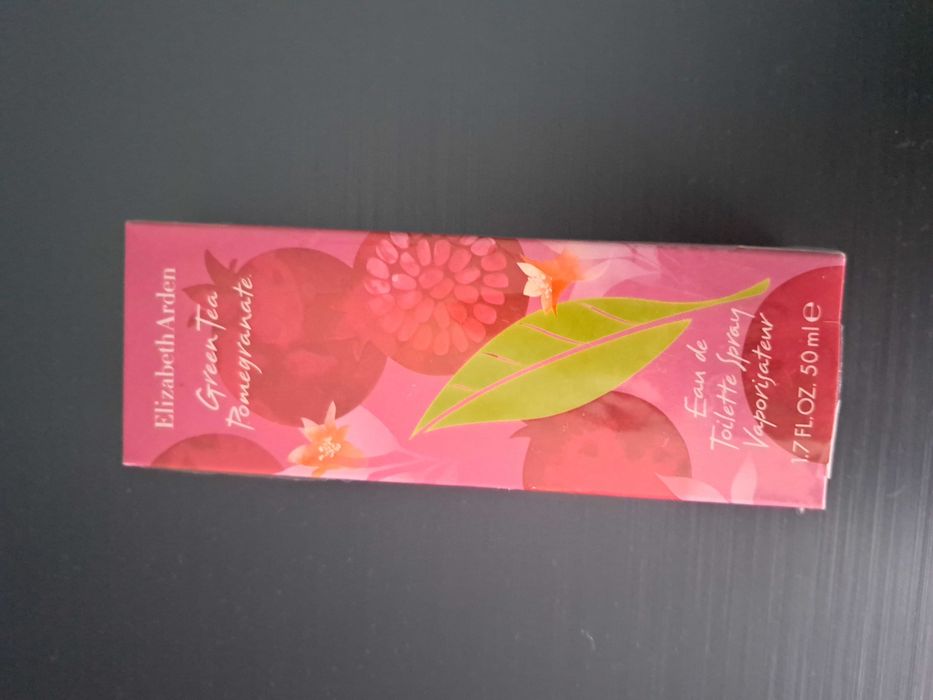 Elizabeth Arden
Green Tea
Pomegranate
Eau de
Toilette Spray
Vaporisateur
1.7 FL.OZ. 50 ml ℮